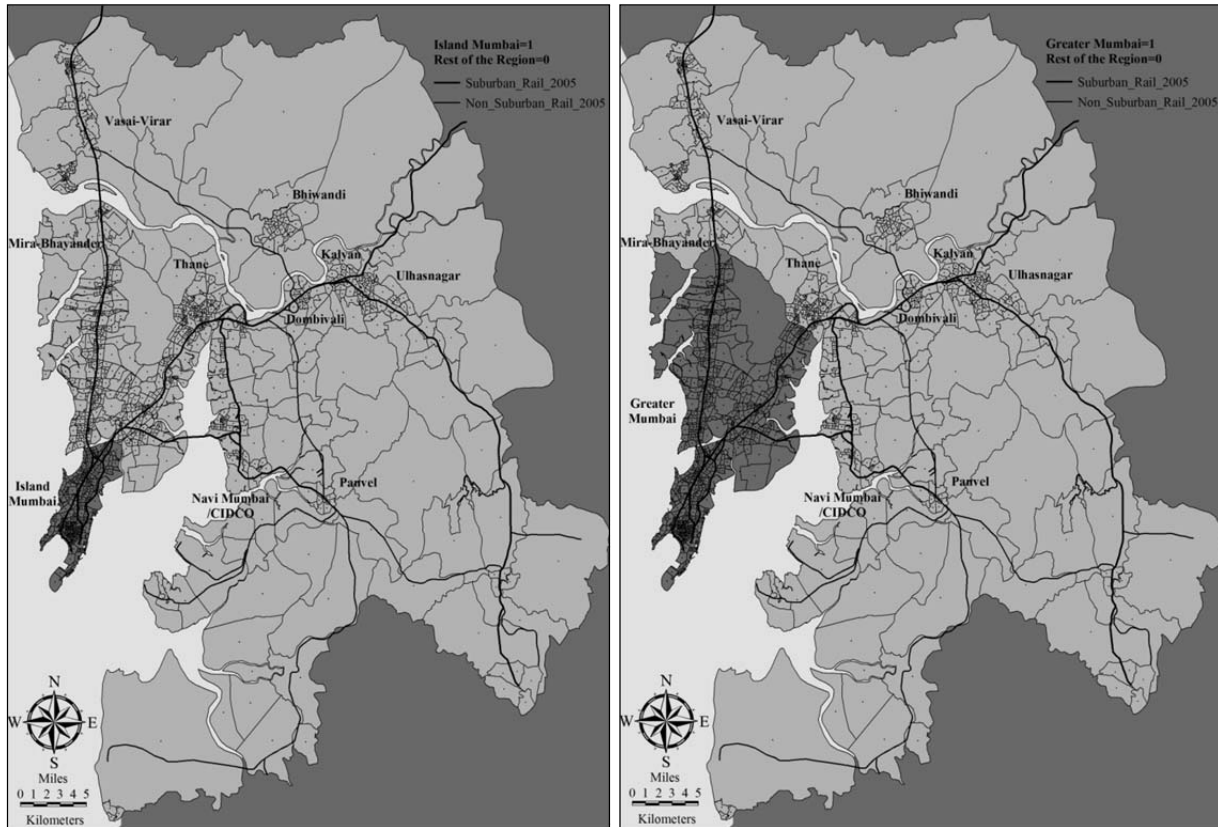 Island Mumbai=1
Rest of the Region=0
Suburban_Rail_2005
Non_Suburban_Rail_2005
Vasai-Virar
Bhiwandi
Mira-Bhayander
Thane
Kalyan
Ulhasnagar
Dombivali
Island
Mumbai
Navi Mumbai
/CIDCO
Panvel
N
W E
S
Miles
0 1 2 3 4 5
Kilometers
Greater Mumbai=1
Rest of the Region=0
Suburban_Rail_2005
Non_Suburban_Rail_2005
Vasai-Virar
Bhiwandi
Mira-Bhayander
Thane
Kalyan
Ulhasnagar
Dombivali
Greater
Mumbai
Navi Mumbai
/CIDCO
Panvel
N
W E
S
Miles
0 1 2 3 4 5
Kilometers